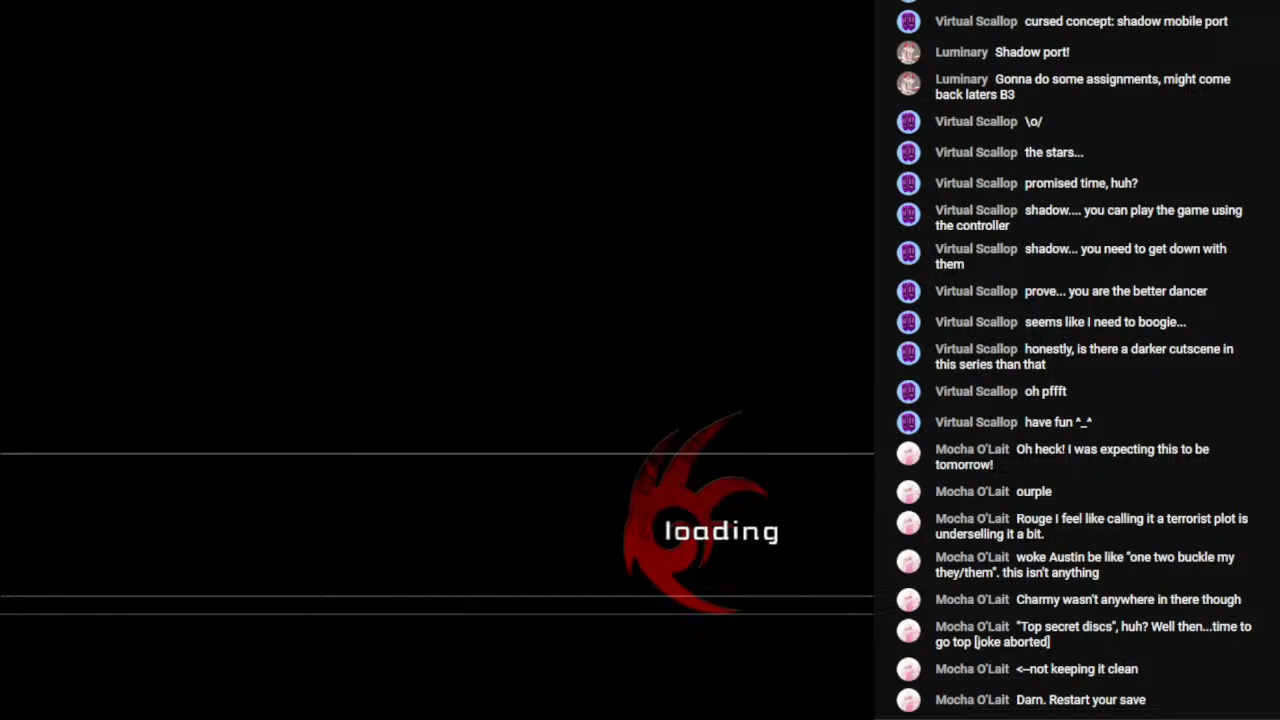 Virtual Scallop cursed concept: shadow mobile port
Luminary Shadow port!
Luminary Gonna do some assignments, might come
back laters B3
Virtual Scallop \o/
Virtual Scallop the stars...
Virtual Scallop promised time, huh?
Virtual Scallop shadow.... you can play the game using
the controller
Virtual Scallop shadow... you need to get down with
them
Virtual Scallop prove... you are the better dancer
Virtual Scallop seems like I need to boogie...
Virtual Scallop honestly, is there a darker cutscene in
this series than that
Virtual Scallop oh pffft
Virtual Scallop have fun ^_^
Mocha O'Lait Oh heck! I was expecting this to be
tomorrow!
Mocha O'Lait ourple
Mocha O'Lait Rouge I feel like calling it a terrorist plot is
underselling it a bit.
Mocha O'Lait woke Austin be like "one two buckle my
they/them". this isn't anything
Mocha O'Lait Charmy wasn't anywhere in there though
Mocha O'Lait "Top secret discs", huh? Well then...time to
go top [joke aborted]
Mocha O'Lait <--not keeping it clean
Mocha O'Lait Darn. Restart your save
loading